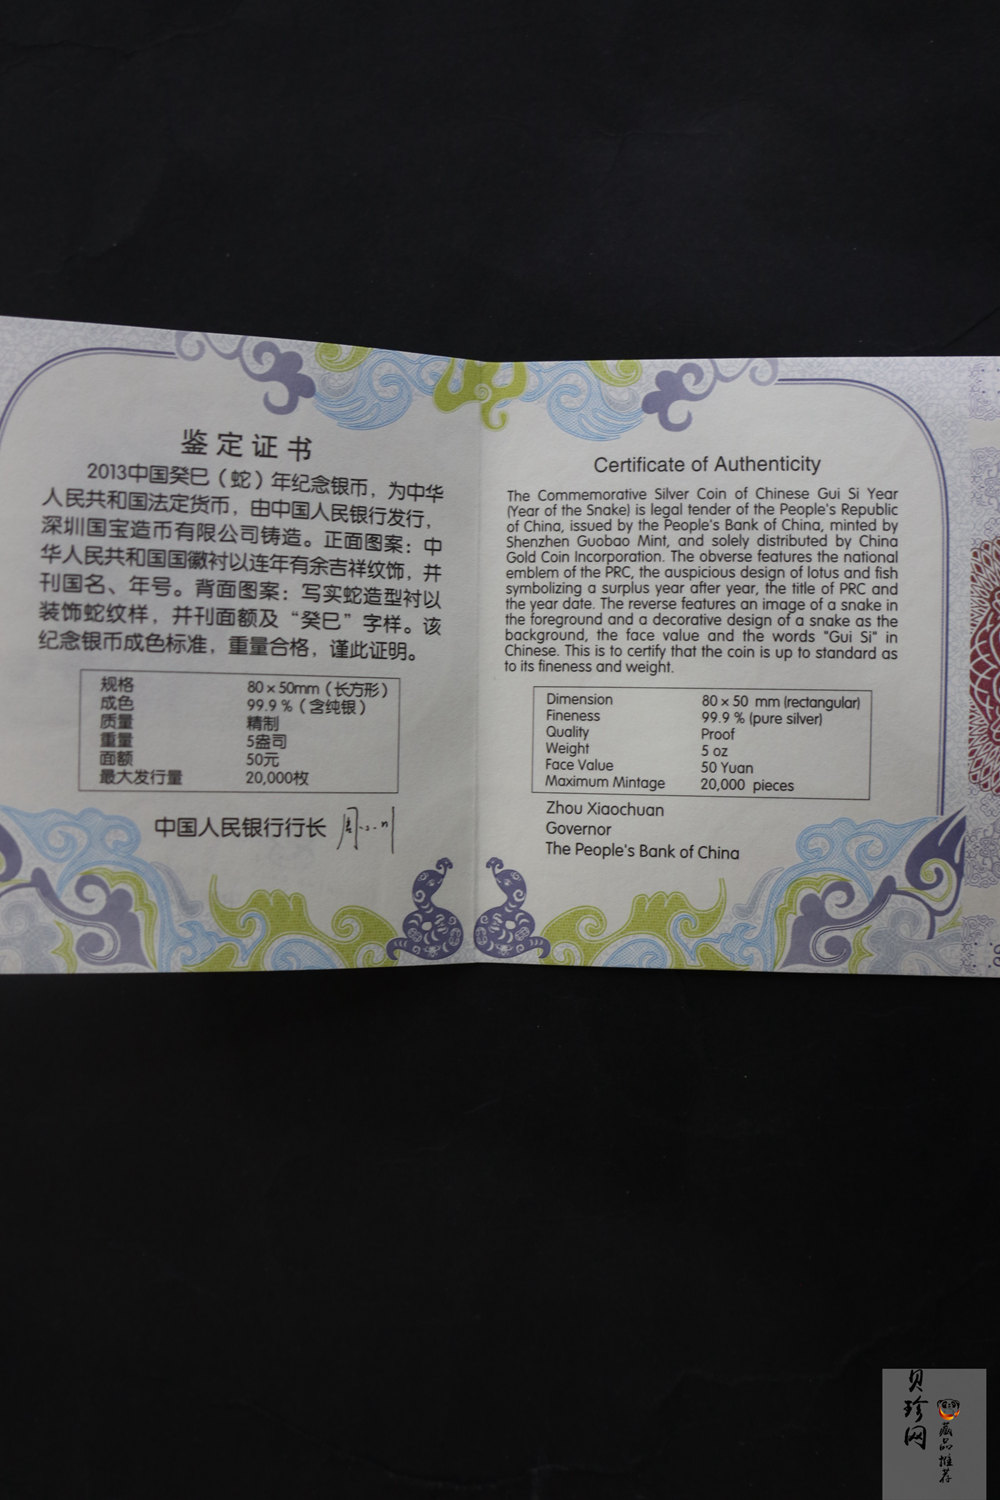 鉴定证书
2013中国癸巳（蛇）年纪念银币，为中华
人民共和国法定货币，由中国人民银行发行，
深圳国宝造币有限公司铸造。正面图案：中
华人民共和国国徽衬以连年有余吉祥纹饰，并
刊国名、年号。背面图案：写实蛇造型衬以
装饰蛇纹样，并刊面额及“癸巳”字样。该
纪念银币成色标准，重量合格，谨此证明。
规格 80×50mm（长方形）
成色 99.9％（含纯银）
质量 精制
重量 5盎司
面额 50元
最大发行量 20,000枚
中国人民银行行长
Certificate of Authenticity
The Commemorative Silver Coin of Chinese Gui Si Year
(Year of the Snake) is legal tender of the People's Republic
of China, issued by the People's Bank of China, minted by
Shenzhen Guobao Mint, and solely distributed by China
Gold Coin Incorporation. The obverse features the national
emblem of the PRC, the auspicious design of lotus and fish
symbolizing a surplus year after year, the title of PRC and
the year date. The reverse features an image of a snake in
the foreground and a decorative design of a snake as the
background, the face value and the words "Gui Si" in
Chinese. This is to certify that the coin is up to standard as
to its fineness and weight.
Dimension 80×50 mm (rectangular)
Fineness 99.9 % (pure silver)
Quality Proof
Weight 5 oz
Face Value 50 Yuan
Maximum Mintage 20,000 pieces
Zhou Xiaochuan
Governor
The People's Bank of China
贝珍网
藏品推荐